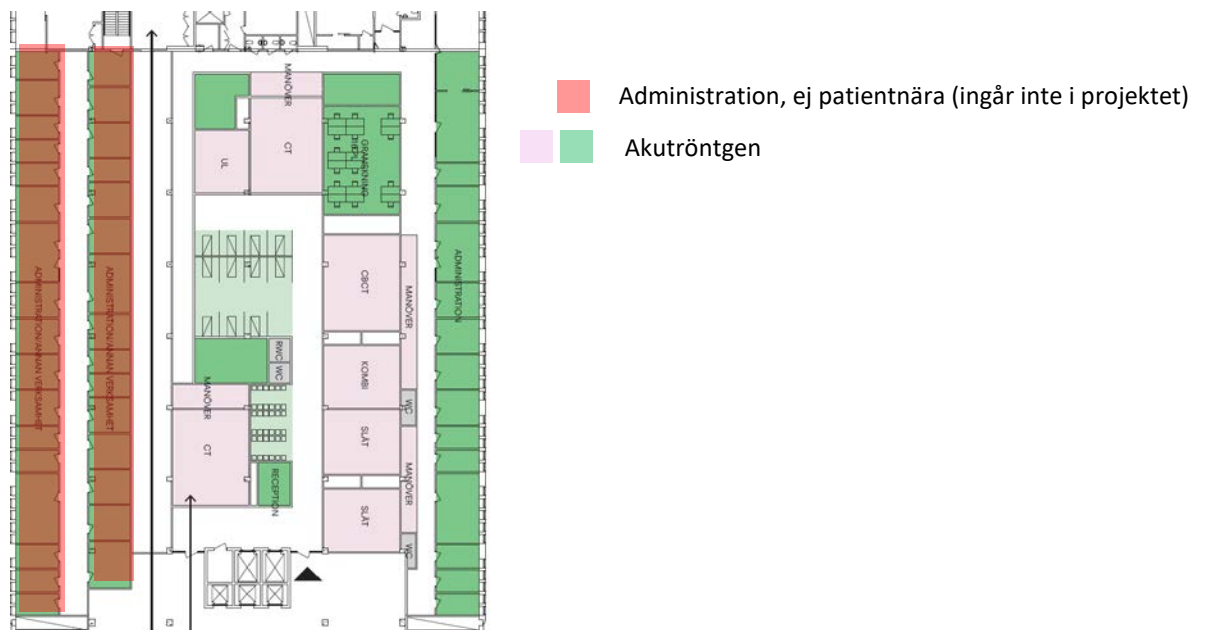 MANÖVER
CT
UL
GRANSKNING
Administration, ej patientnära (ingår inte i projektet)
Akutröntgen
ADMINISTRATION/ANNAN VERKSAMHET
ADMINISTRATION/ANNAN VERKSAMHET
CBCT
MANÖVER
ADMINISTRATION
RWC
WC
KOMBI
MANÖVER
WC
CT
SLÄT
MANÖVER
RECEPTION
SLÄT
WC